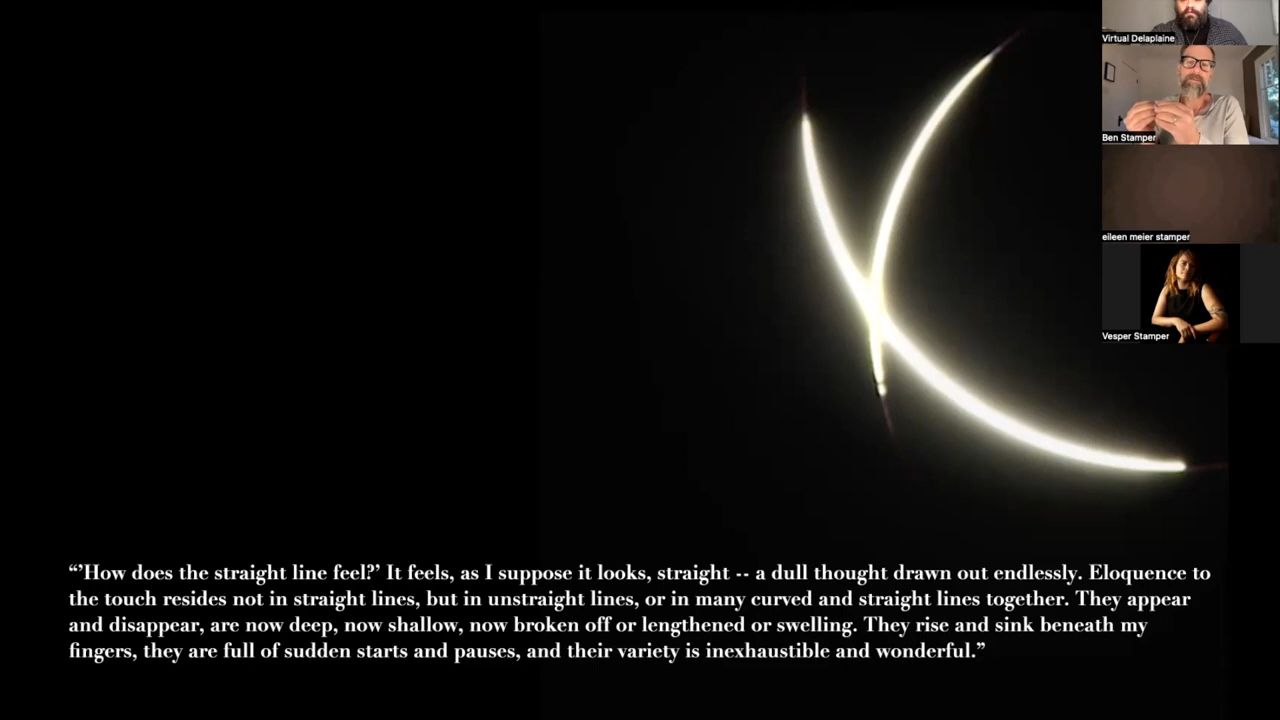 Virtual Delaplaine
Ben Stamper
eileen meier stamper
Vesper Stamper
“’How does the straight line feel?’ It feels, as I suppose it looks, straight -- a dull thought drawn out endlessly. Eloquence to
the touch resides not in straight lines, but in unstraight lines, or in many curved and straight lines together. They appear
and disappear, are now deep, now shallow, now broken off or lengthened or swelling. They rise and sink beneath my
fingers, they are full of sudden starts and pauses, and their variety is inexhaustible and wonderful.”